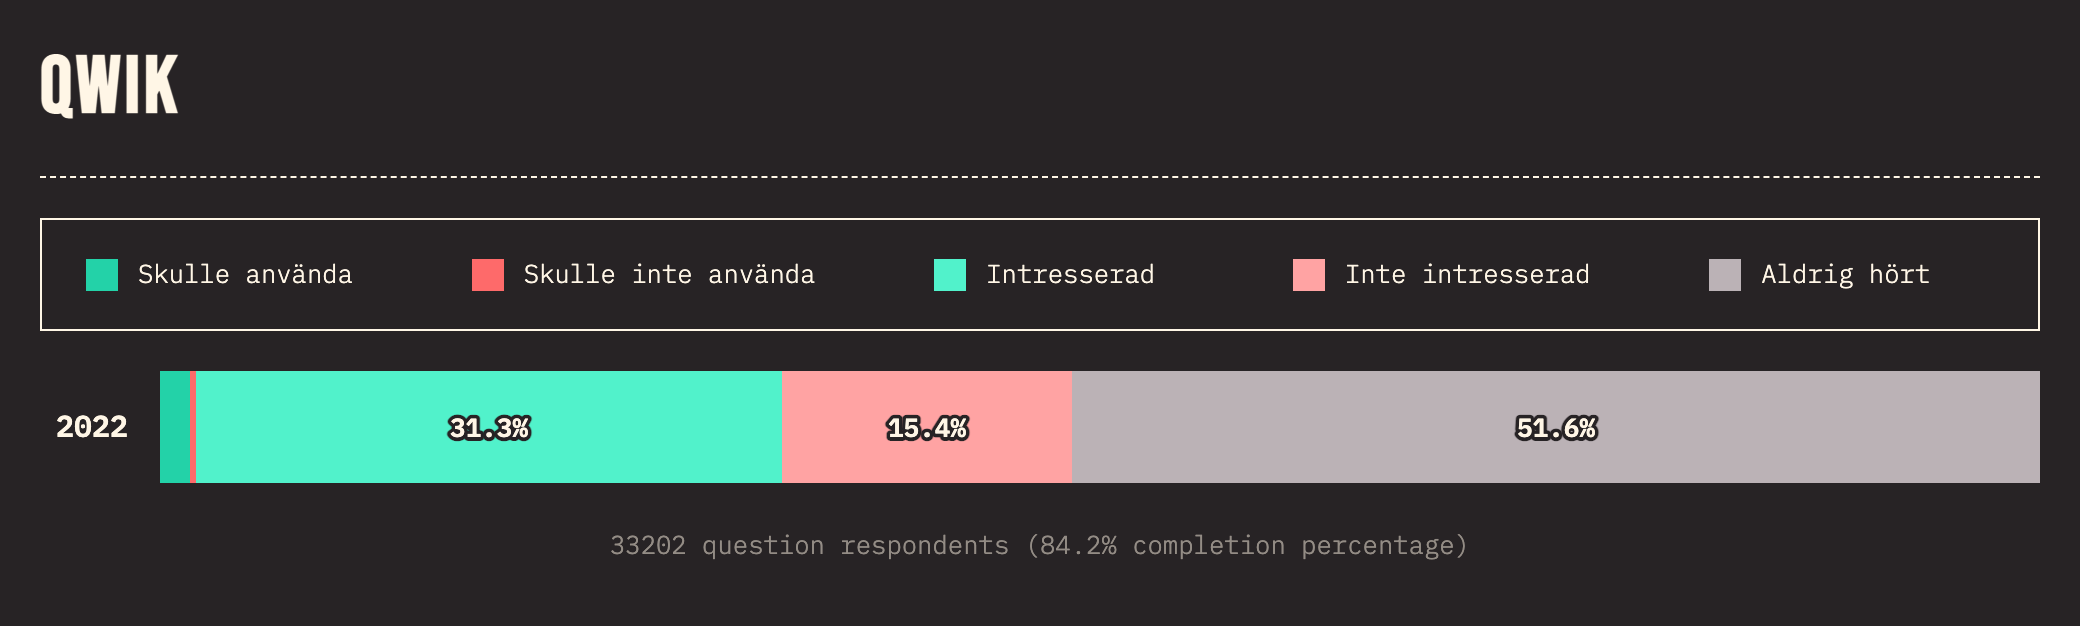 QWIK
Skulle använda Skulle inte använda Intresserad Inte intresserad Aldrig hört
2022 31.3% 15.4% 51.6%
33202 question respondents (84.2% completion percentage)